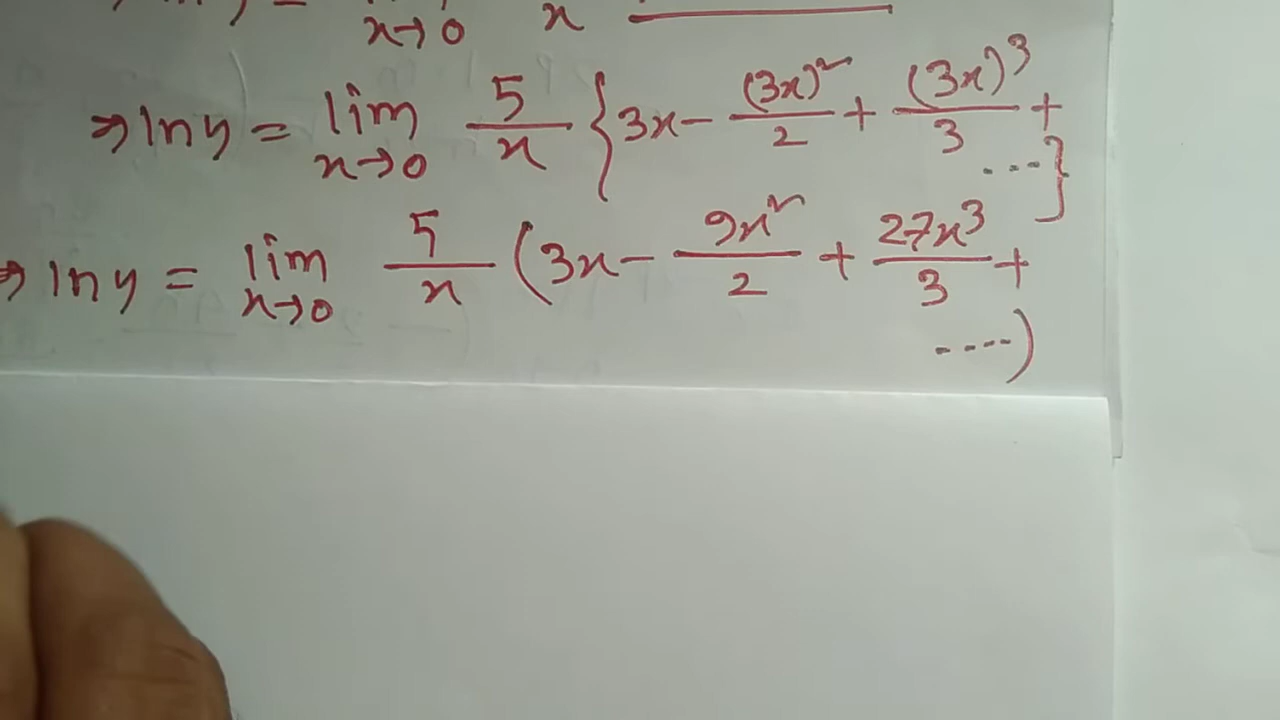 x→0 x
⇒ ln y = lim x→0 5/x {3x - (3x)²/2 + (3x)³/3 + ....}
⇒ ln y = lim x→0 5/x (3x - 9x²/2 + 27x³/3 + ....)